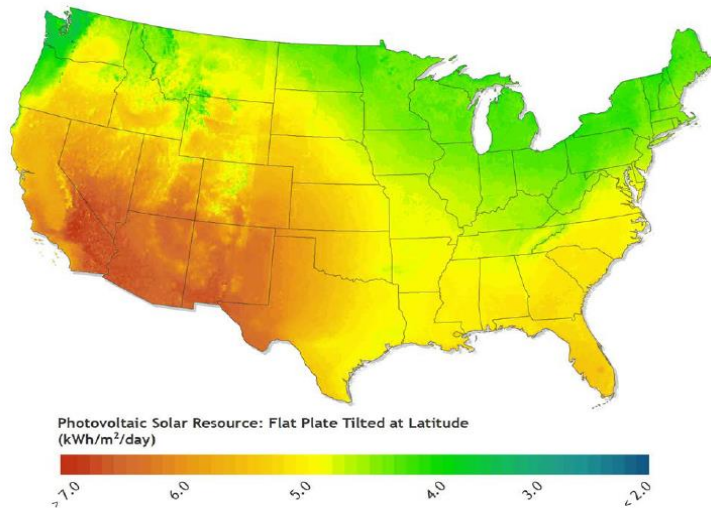 Photovoltaic Solar Resource: Flat Plate Tilted at Latitude
(kWh/m²/day)
>7.0 6.0 5.0 4.0 3.0 <2.0